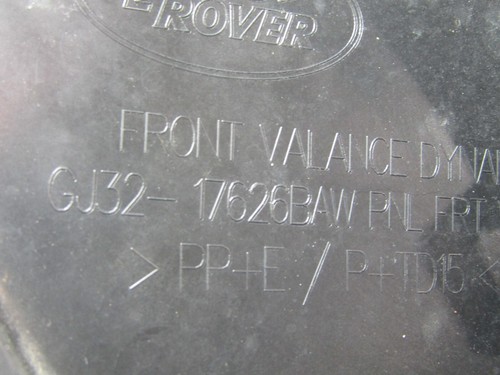 ROVER
FRONT VALANCE DYNA
GJ32-17626BAW PNL FRT
>PP+E/P+TD15<